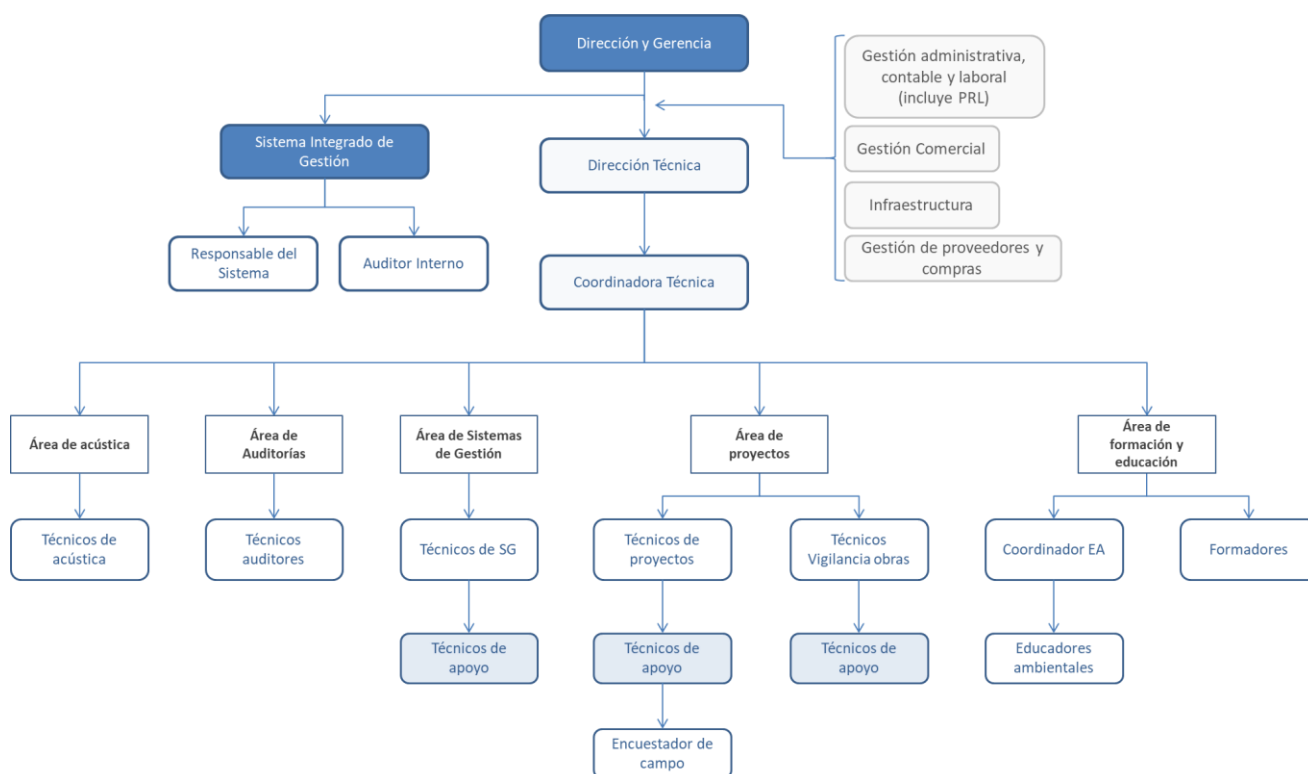 Dirección y Gerencia
Gestión administrativa,
contable y laboral
(incluye PRL)
Sistema Integrado de
Gestión
Dirección Técnica
Gestión Comercial
Infraestructura
Responsable del
Sistema
Auditor Interno
Coordinadora Técnica
Gestión de proveedores y
compras
Área de acústica
Área de
Auditorías
Área de Sistemas
de Gestión
Área de
proyectos
Área de
formación y
educación
Técnicos de
acústica
Técnicos
auditores
Técnicos de SG
Técnicos de
proyectos
Técnicos
Vigilancia obras
Coordinador EA
Formadores
Técnicos de
apoyo
Técnicos de
apoyo
Técnicos de
apoyo
Educadores
ambientales
Encuestador de
campo